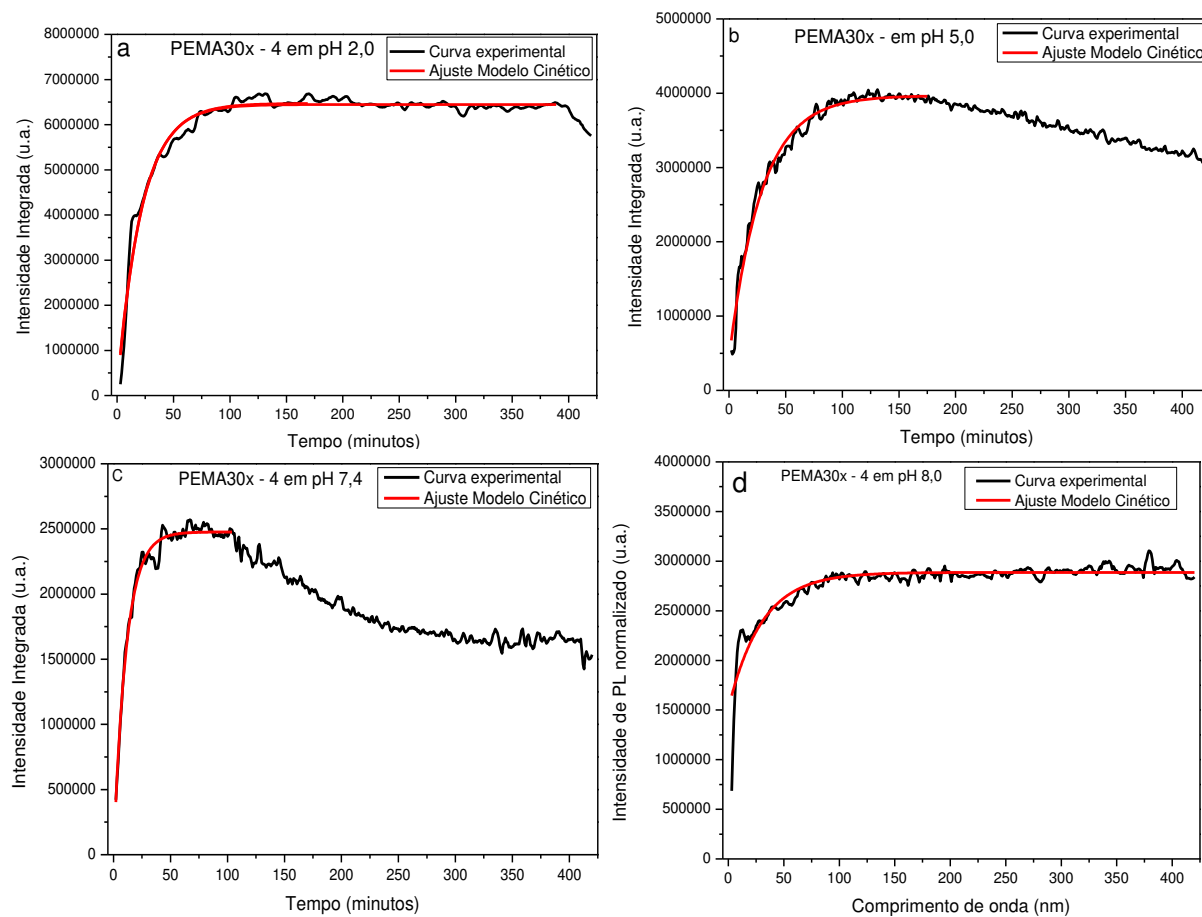 a
PEMA30x - 4 em pH 2,0
Curva experimental
Ajuste Modelo Cinético
Intensidade Integrada (u.a.)
8000000
7000000
6000000
5000000
4000000
3000000
2000000
1000000
0
0 50 100 150 200 250 300 350 400
Tempo (minutos)
b
PEMA30x - em pH 5,0
Curva experimental
Ajuste Modelo Cinético
Intensidade Integrada (u.a.)
5000000
4000000
3000000
2000000
1000000
0
0 50 100 150 200 250 300 350 400
Tempo (minutos)
c
PEMA30x - 4 em pH 7,4
Curva experimental
Ajuste Modelo Cinético
Intensidade Integrada (u.a.)
3000000
2500000
2000000
1500000
1000000
500000
0
0 50 100 150 200 250 300 350 400
Tempo (minutos)
d
PEMA30x - 4 em pH 8,0
Curva experimental
Ajuste Modelo Cinético
Intensidade de PL normalizado (u.a.)
4000000
3500000
3000000
2500000
2000000
1500000
1000000
500000
0
0 50 100 150 200 250 300 350 400
Comprimento de onda (nm)